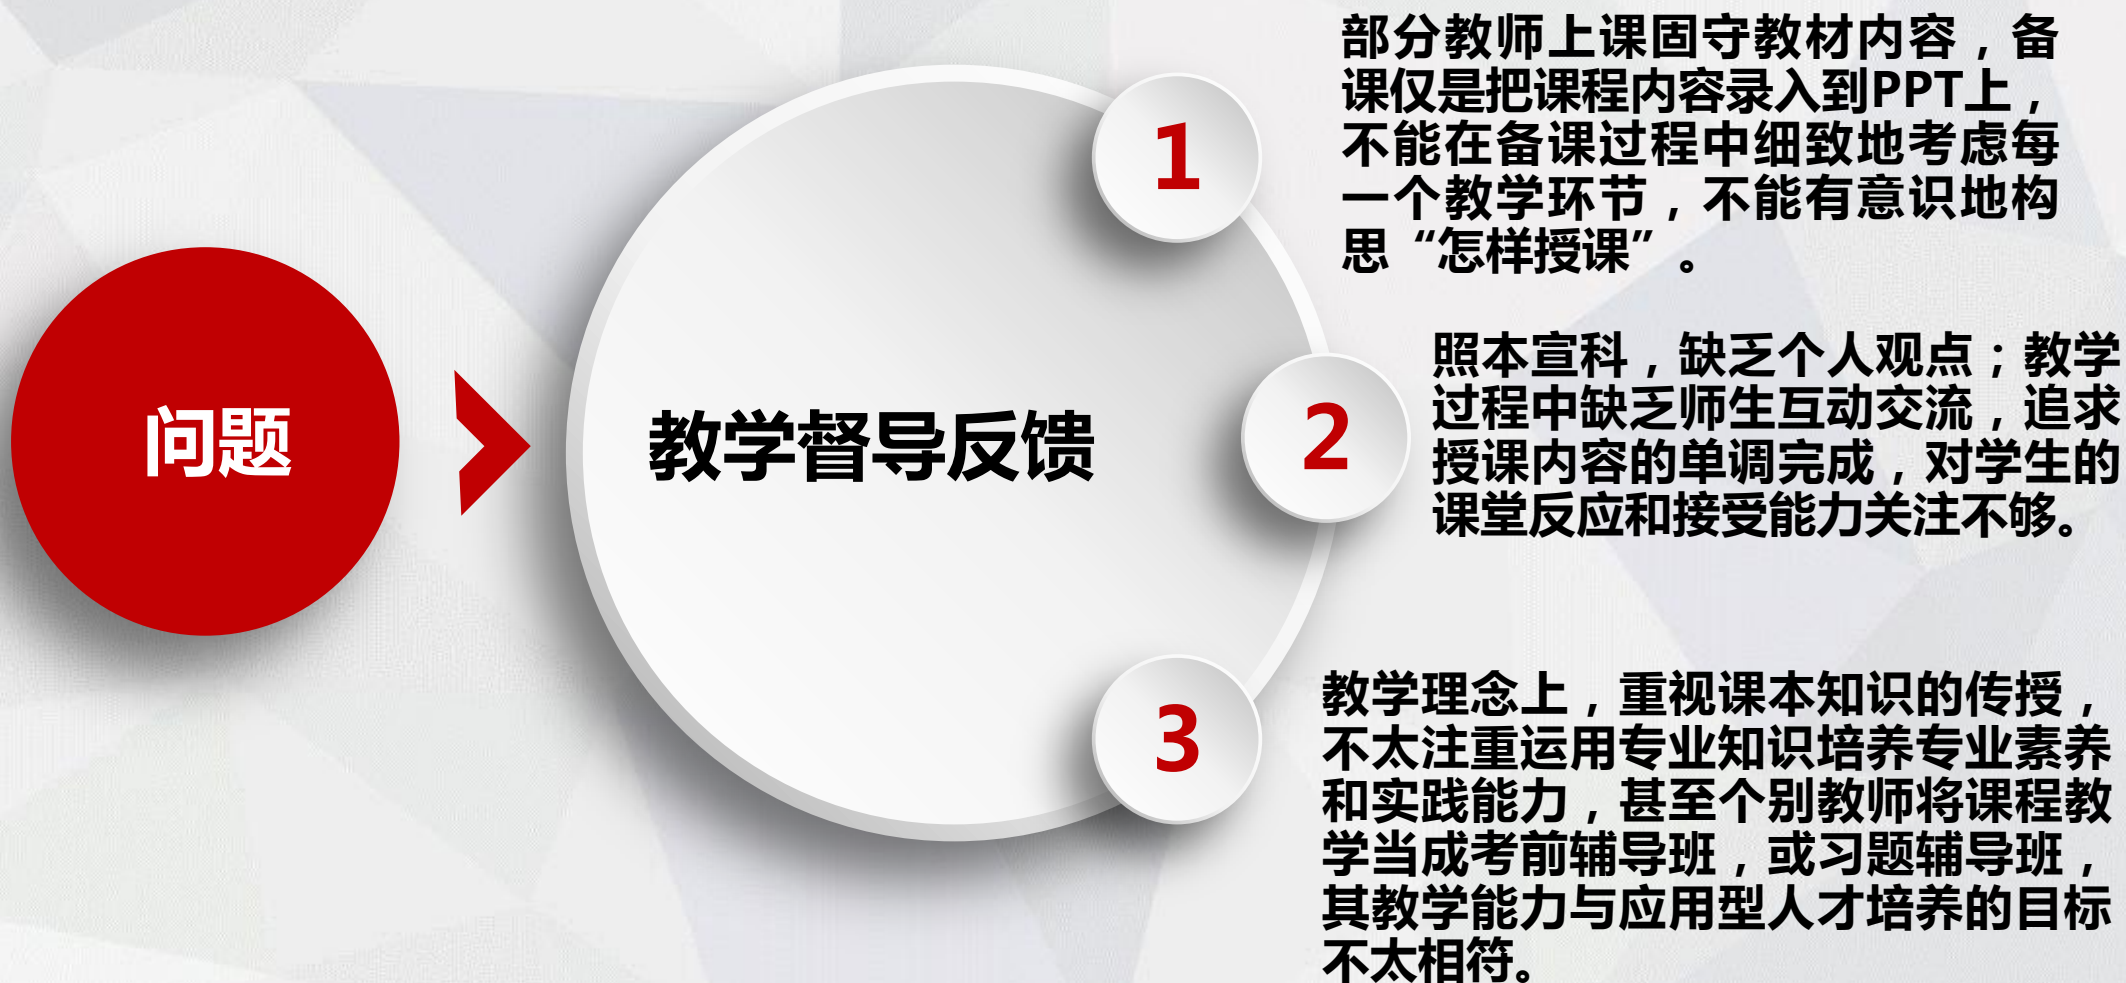 问题
教学督导反馈
1
部分教师上课固守教材内容，备
课仅是把课程内容录入到PPT上，
不能在备课过程中细致地考虑每
一个教学环节，不能有意识地构
思“怎样授课”。
2
照本宣科，缺乏个人观点；教学
过程中缺乏师生互动交流，追求
授课内容的单调完成，对学生的
课堂反应和接受能力关注不够。
3
教学理念上，重视课本知识的传授，
不太注重运用专业知识培养专业素养
和实践能力，甚至个别教师将课程教
学当成考前辅导班，或习题辅导班，
其教学能力与应用型人才培养的目标
不太相符。